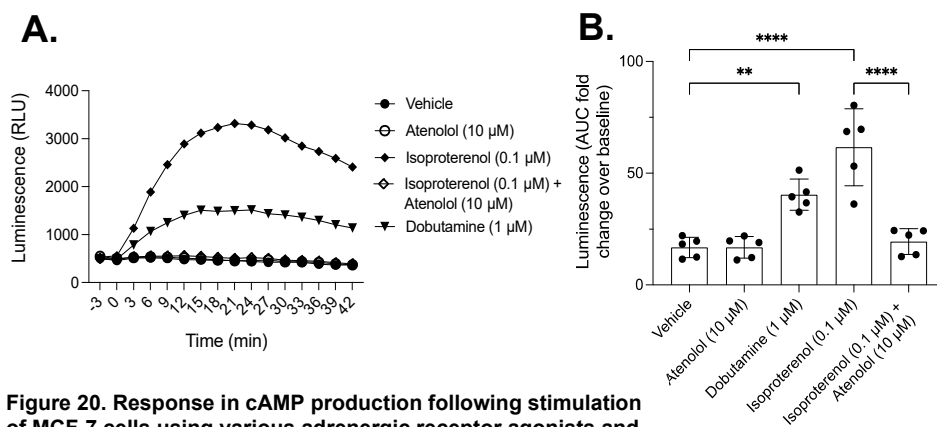 A.
B.
Luminescence (RLU)
4000
3000
2000
1000
0
-3 0 3 6 9 12 15 18 21 24 27 30 33 36 39 42
Time (min)
Vehicle
Atenolol (10 µM)
Isoproterenol (0.1 µM)
Isoproterenol (0.1 µM) +
Atenolol (10 µM)
Dobutamine (1 µM)
Luminescence (AUC fold
change over baseline)
100
50
0
****
**
****
Vehicle
Atenolol (10 µM)
Dobutamine (1 µM)
Isoproterenol (0.1 µM)
Isoproterenol (0.1 µM) +
Atenolol (10 µM)
Figure 20. Response in cAMP production following stimulation
of MCF-7 cells using various adrenergic receptor agonists and